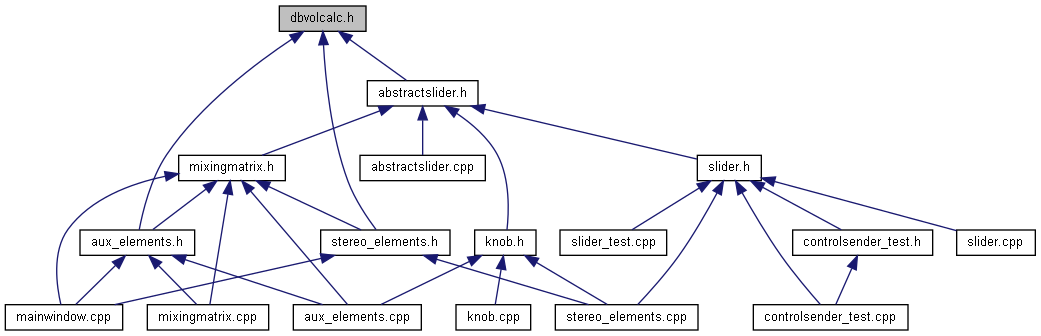 dbvolcalc.h
abstractslider.h
mixingmatrix.h
abstractslider.cpp
slider.h
aux_elements.h
stereo_elements.h
knob.h
slider_test.cpp
controlsender_test.h
slider.cpp
mainwindow.cpp
mixingmatrix.cpp
aux_elements.cpp
knob.cpp
stereo_elements.cpp
controlsender_test.cpp